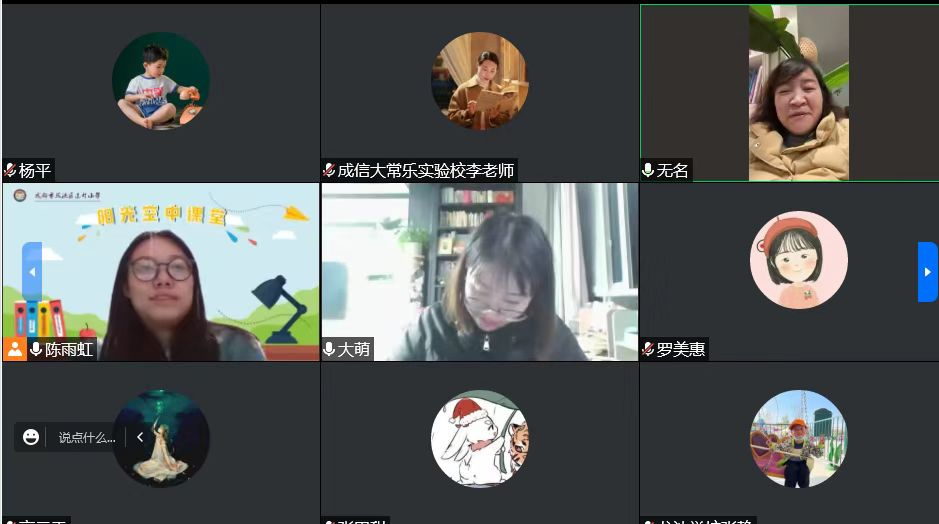 杨平
成信大常乐实验校李老师
无名
阳光空中课堂
陈雨虹
大萌
罗美惠
说点什么...